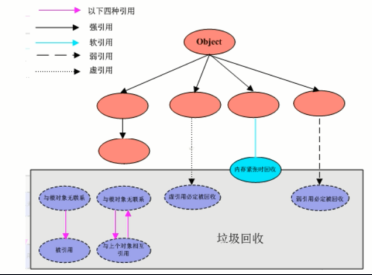 以下四种引用
强引用
软引用
弱引用
虚引用
Object
内存紧张时回收
与根对象无联系
与根对象无联系
虚引用必定被回收
弱引用必定被回收
被引用
与上个对象相互
引用
垃圾回收